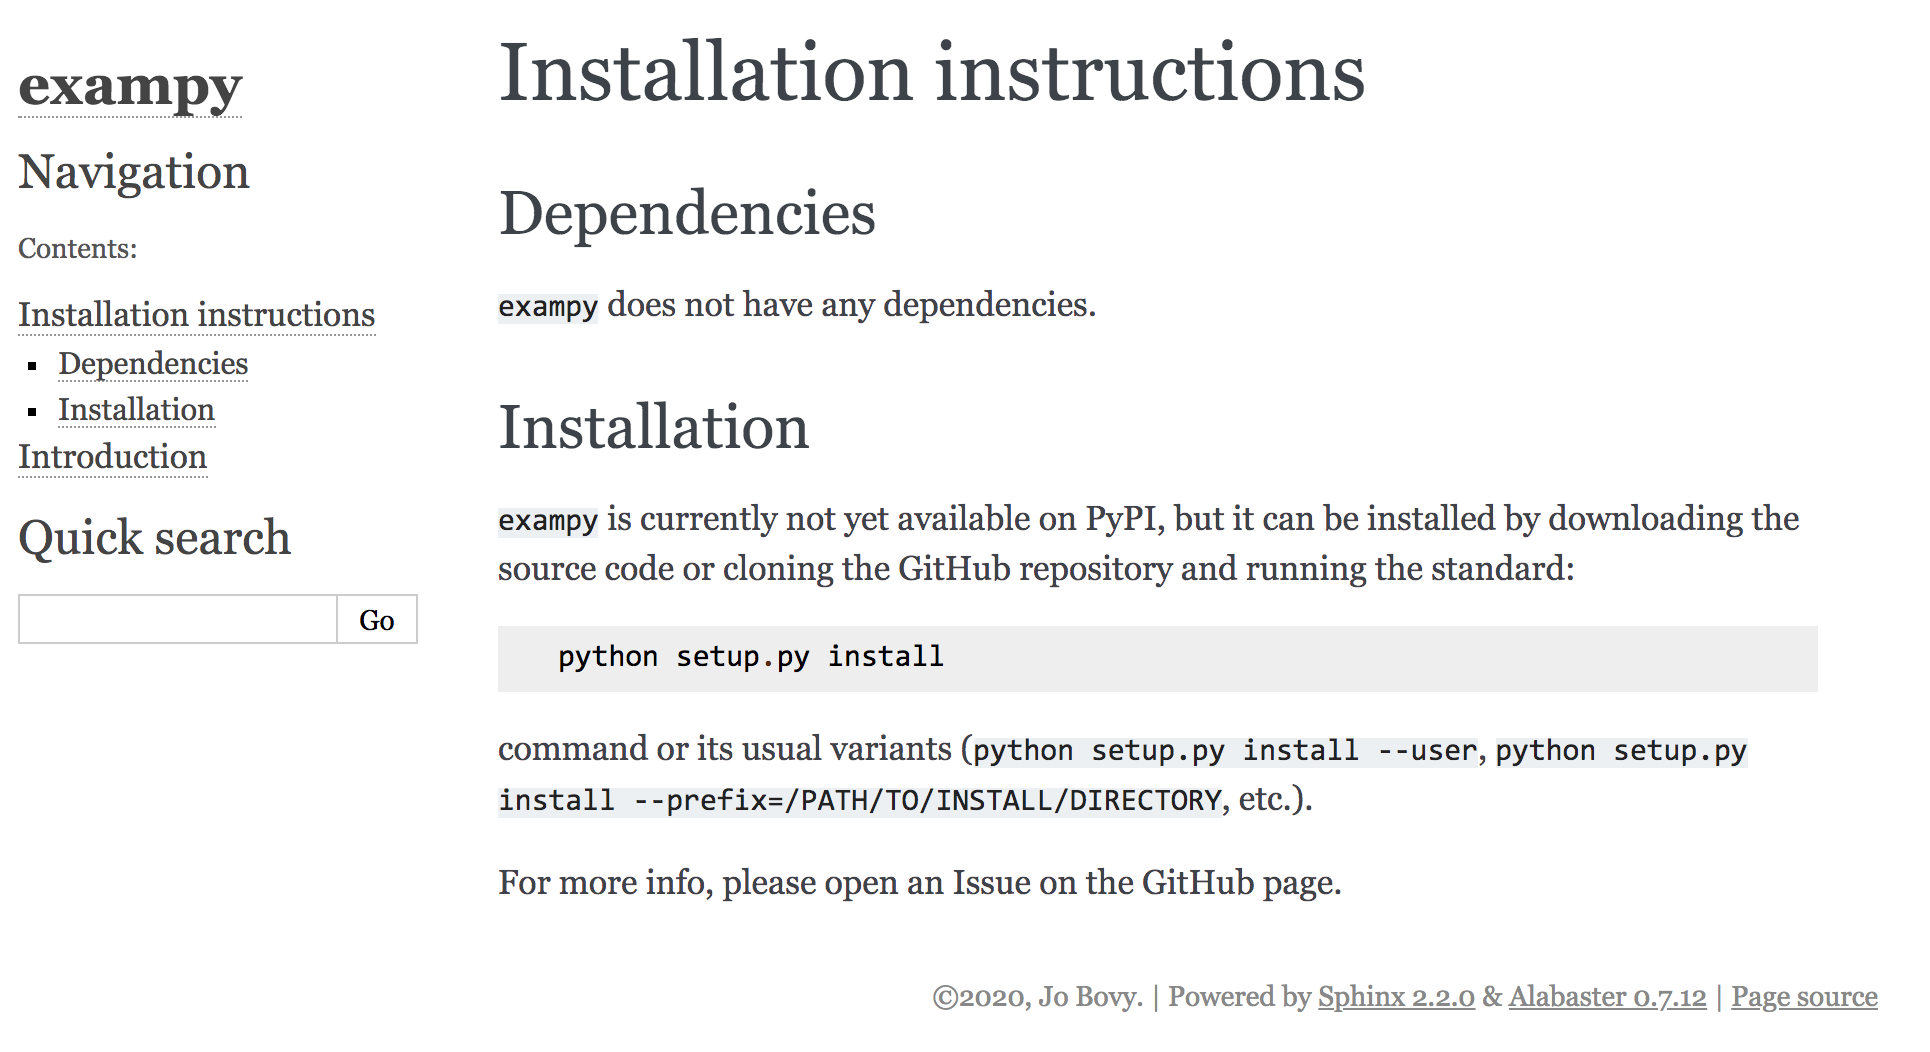 exampy
Navigation
Contents:
Installation instructions
Dependencies
Installation
Introduction
Quick search
Go
Installation instructions
Dependencies
exampy does not have any dependencies.
Installation
exampy is currently not yet available on PyPI, but it can be installed by downloading the
source code or cloning the GitHub repository and running the standard:
python setup.py install
command or its usual variants (python setup.py install --user, python setup.py
install --prefix=/PATH/TO/INSTALL/DIRECTORY, etc.).
For more info, please open an Issue on the GitHub page.
©2020, Jo Bovy. | Powered by Sphinx 2.2.0 & Alabaster 0.7.12 | Page source